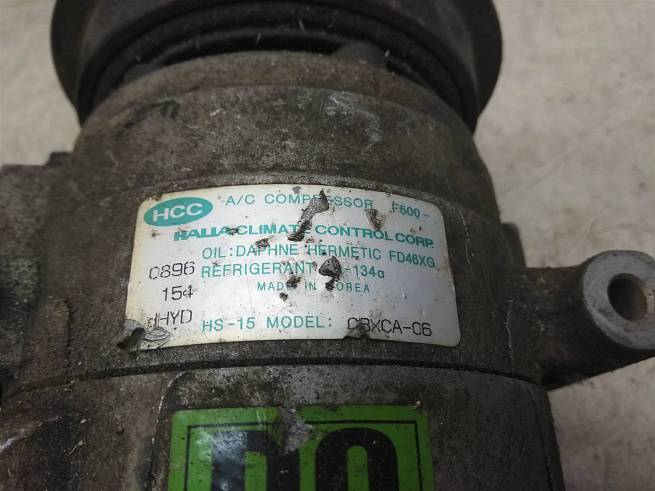 HCC A/C COMPRESSOR F500-
HALLA CLIMATE CONTROL CORP.
OIL: DAPHNE HERMETIC FD46XG
0896 REFRIGERANT -134a
154 MADE IN KOREA
HYD HS-15 MODEL: CBXCA-06